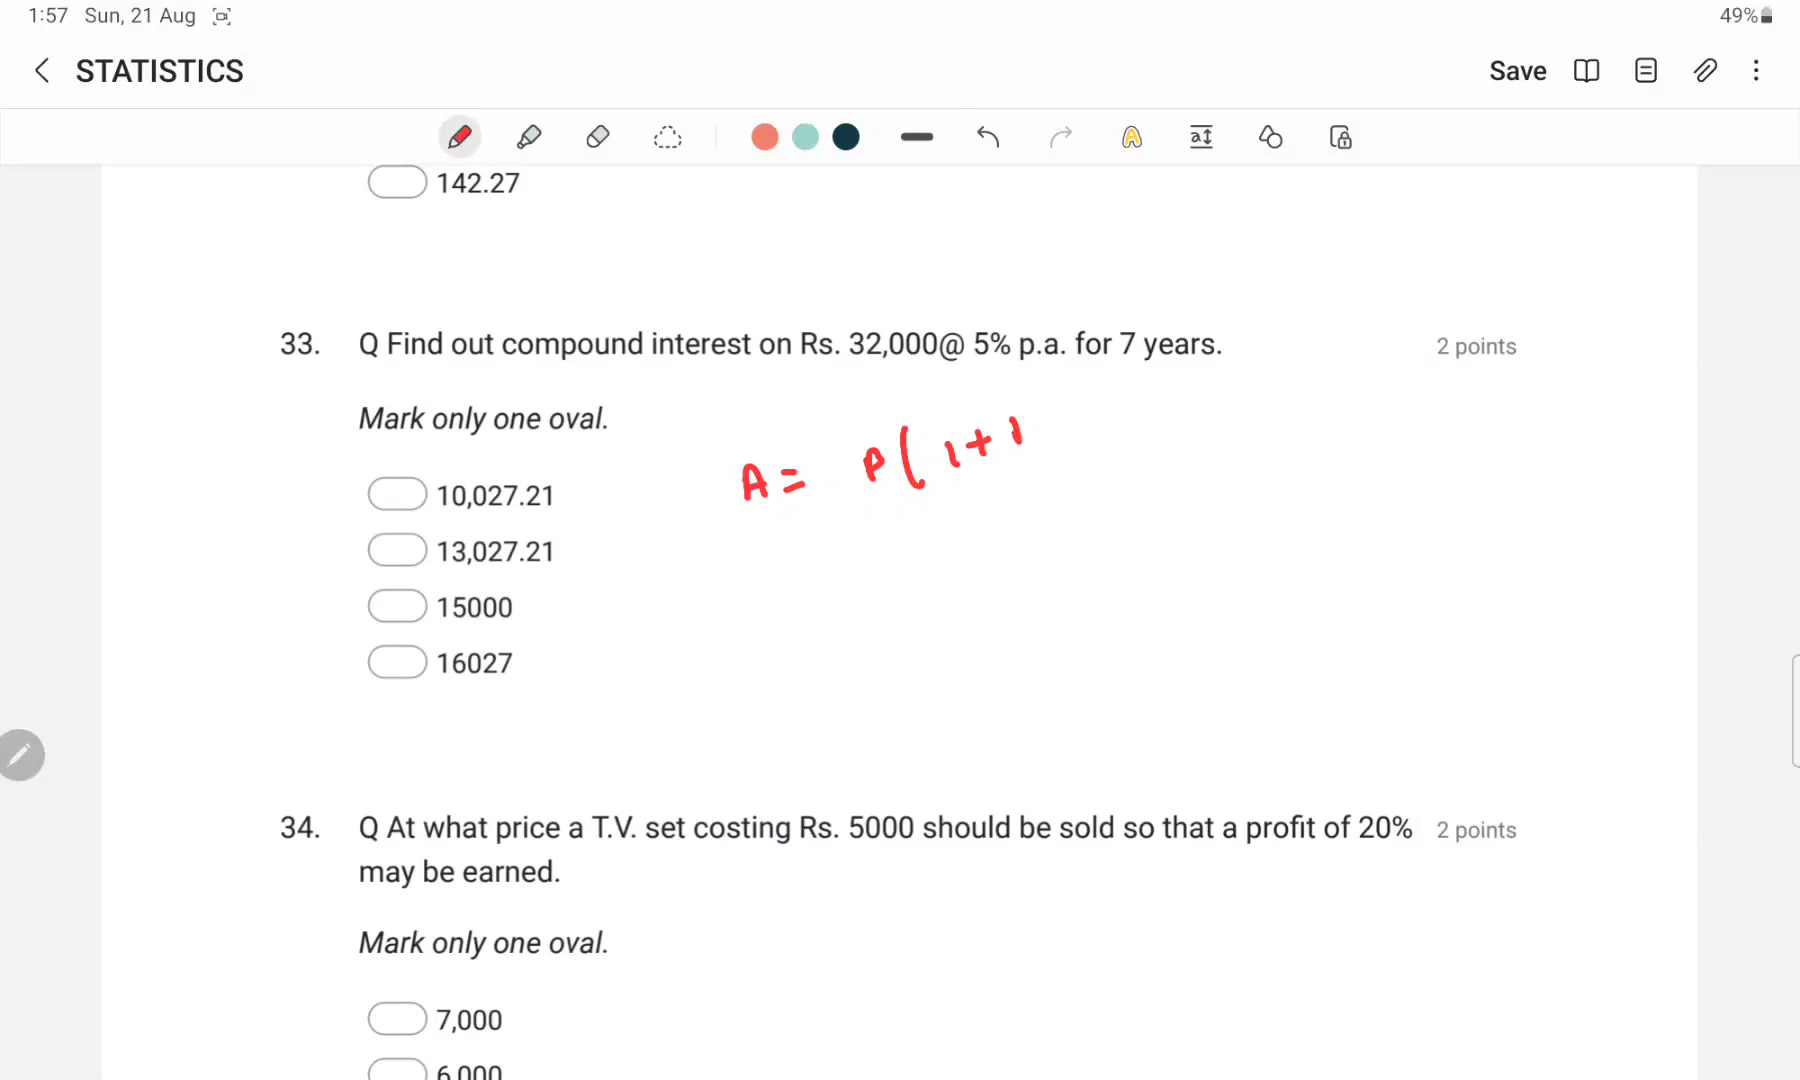 1:57 Sun, 21 Aug
49%
STATISTICS
Save
142.27
33. Q Find out compound interest on Rs. 32,000@ 5% p.a. for 7 years. 2 points
Mark only one oval.
A = P( 1 + 1
10,027.21
13,027.21
15000
16027
34. Q At what price a T.V. set costing Rs. 5000 should be sold so that a profit of 20% 2 points
may be earned.
Mark only one oval.
7,000
6,000